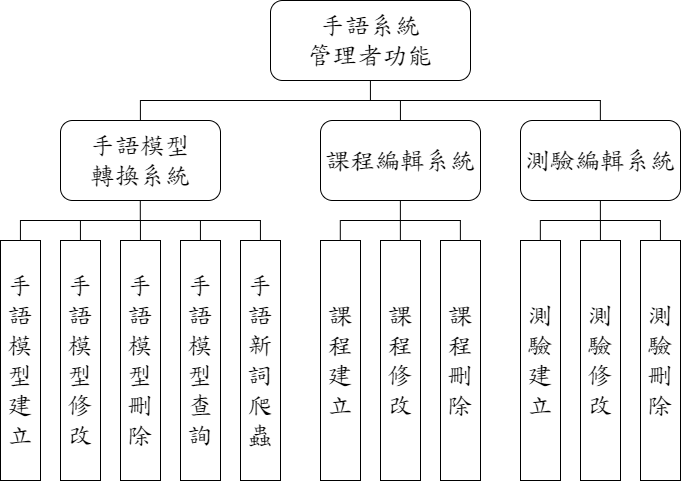 手語系統
管理者功能
手語模型
轉換系統
課程編輯系統
測驗編輯系統
手語模型建立
手語模型修改
手語模型刪除
手語模型查詢
手語新詞爬蟲
課程建立
課程修改
課程刪除
測驗建立
測驗修改
測驗刪除